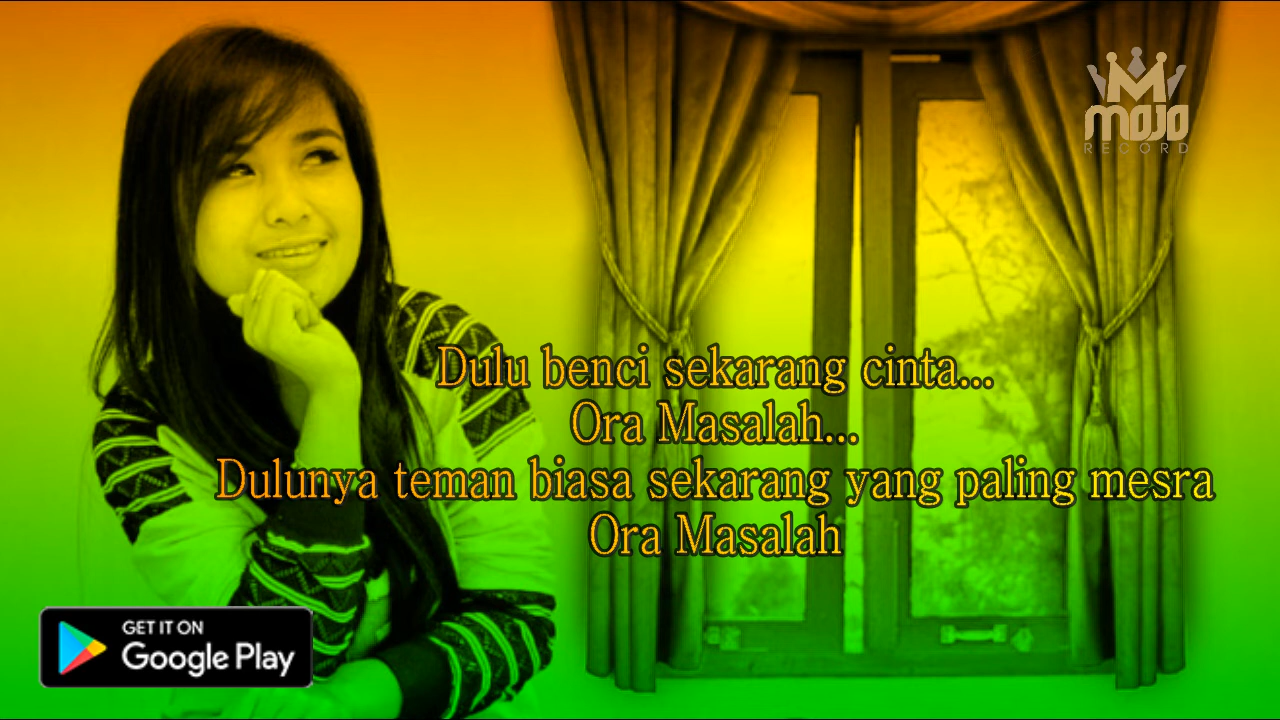 MOJO
RECORD
Dulu benci sekarang cinta...
Ora Masalah...
Dulunya teman biasa sekarang yang paling mesra
Ora Masalah
GET IT ON
Google Play